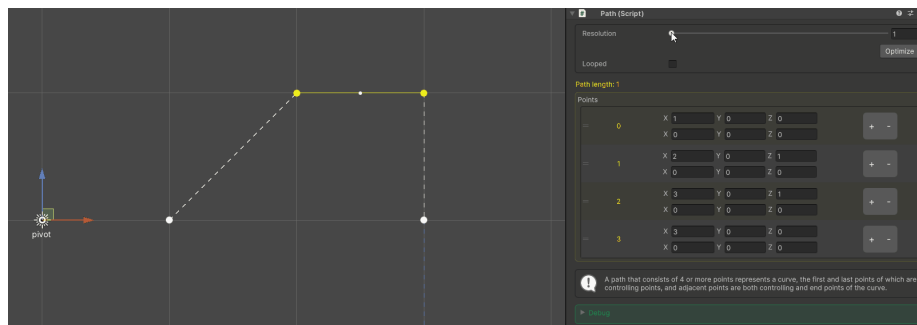 Path (Script)
Resolution 1
Optimize
Looped
Path length: 1
Points
0 X 1 Y 0 Z 0
X 0 Y 0 Z 0
1 X 2 Y 0 Z 1
X 0 Y 0 Z 0
2 X 3 Y 0 Z 1
X 0 Y 0 Z 0
3 X 3 Y 0 Z 0
X 0 Y 0 Z 0
A path that consists of 4 or more points represents a curve, the first and last points of which are
controlling points, and adjacent points are both controlling and end points of the curve.
Debug
pivot